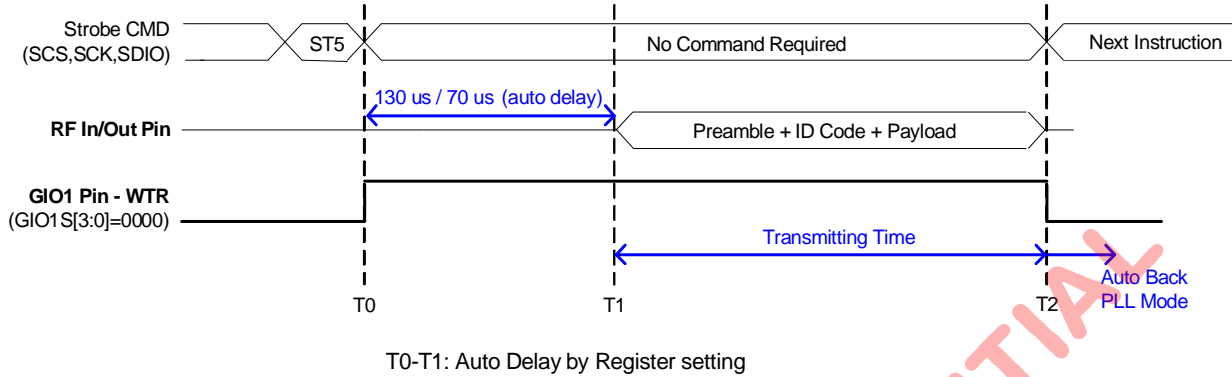 Strobe CMD
(SCS,SCK,SDIO)
ST5
No Command Required
Next Instruction
130 us / 70 us (auto delay)
RF In/Out Pin
Preamble + ID Code + Payload
GIO1 Pin - WTR
(GIO1S[3:0]=0000)
Transmitting Time
Auto Back
PLL Mode
T0
T1
T2
T0-T1: Auto Delay by Register setting
TIAL